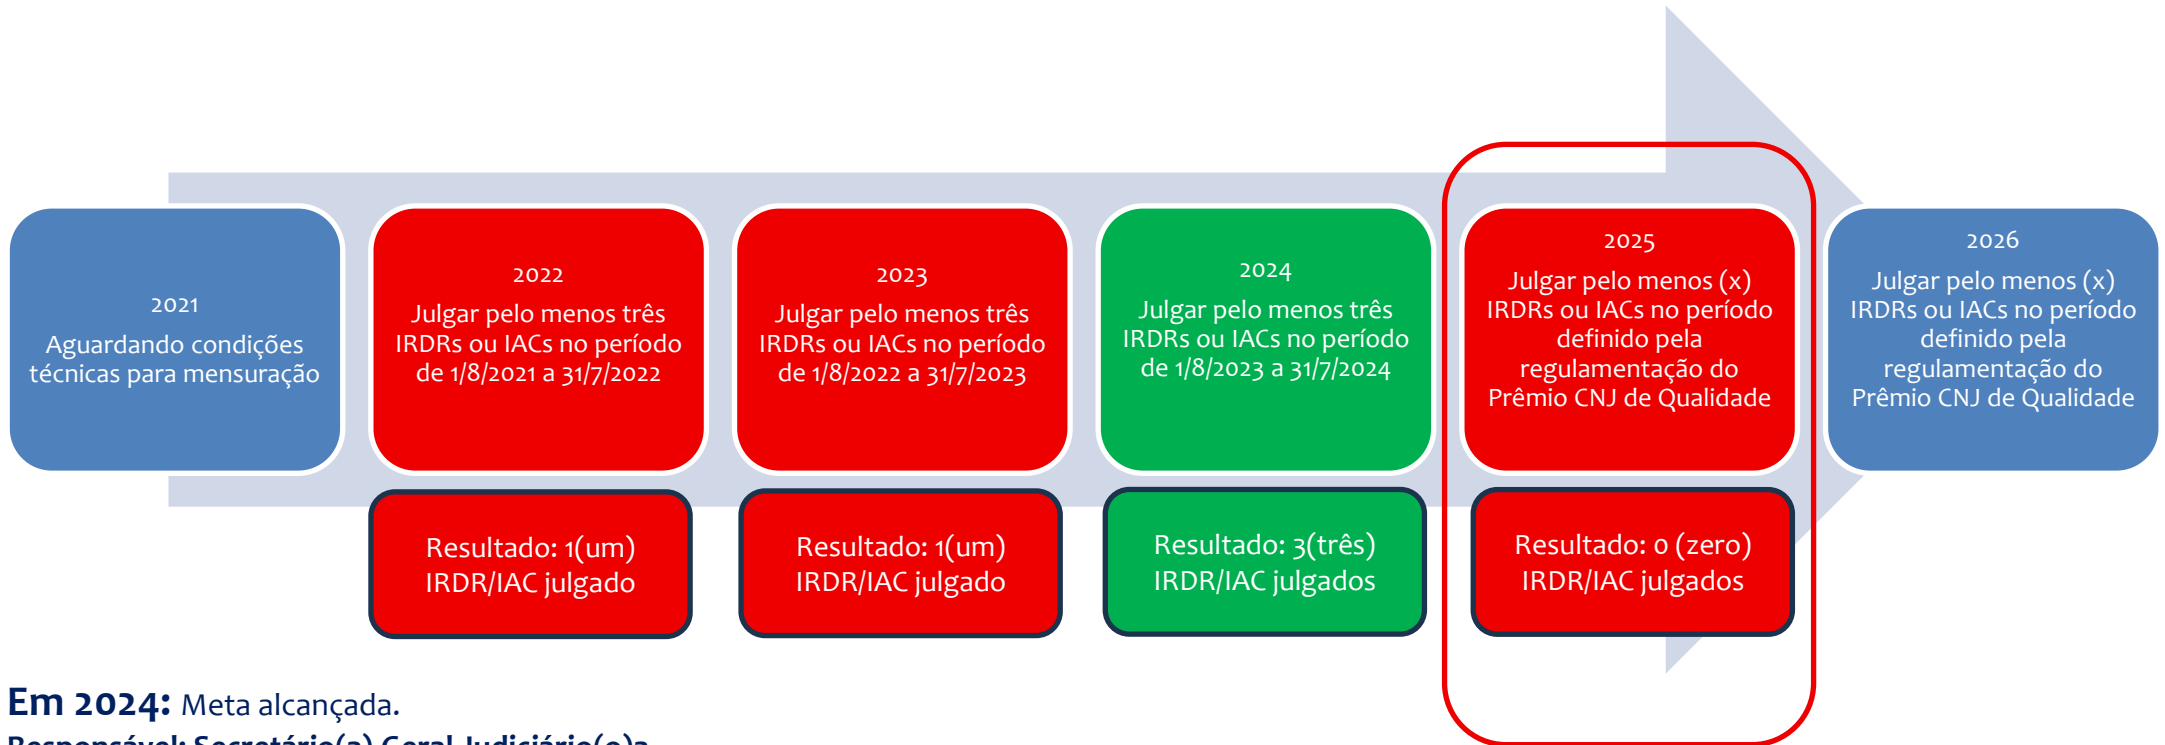 2021
Aguardando condições
técnicas para mensuração
2022
Julgar pelo menos três
IRDRs ou IACs no período
de 1/8/2021 a 31/7/2022
2023
Julgar pelo menos três
IRDRs ou IACs no período
de 1/8/2022 a 31/7/2023
2024
Julgar pelo menos três
IRDRs ou IACs no período
de 1/8/2023 a 31/7/2024
2025
Julgar pelo menos (x)
IRDRs ou IACs no período
definido pela
regulamentação do
Prêmio CNJ de Qualidade
2026
Julgar pelo menos (x)
IRDRs ou IACs no período
definido pela
regulamentação do
Prêmio CNJ de Qualidade
Resultado: 1(um)
IRDR/IAC julgado
Resultado: 1(um)
IRDR/IAC julgado
Resultado: 3(três)
IRDR/IAC julgados
Resultado: 0 (zero)
IRDR/IAC julgados
Em 2024: Meta alcançada.
Responsável: Secretário(a) Geral Judiciário(o)a